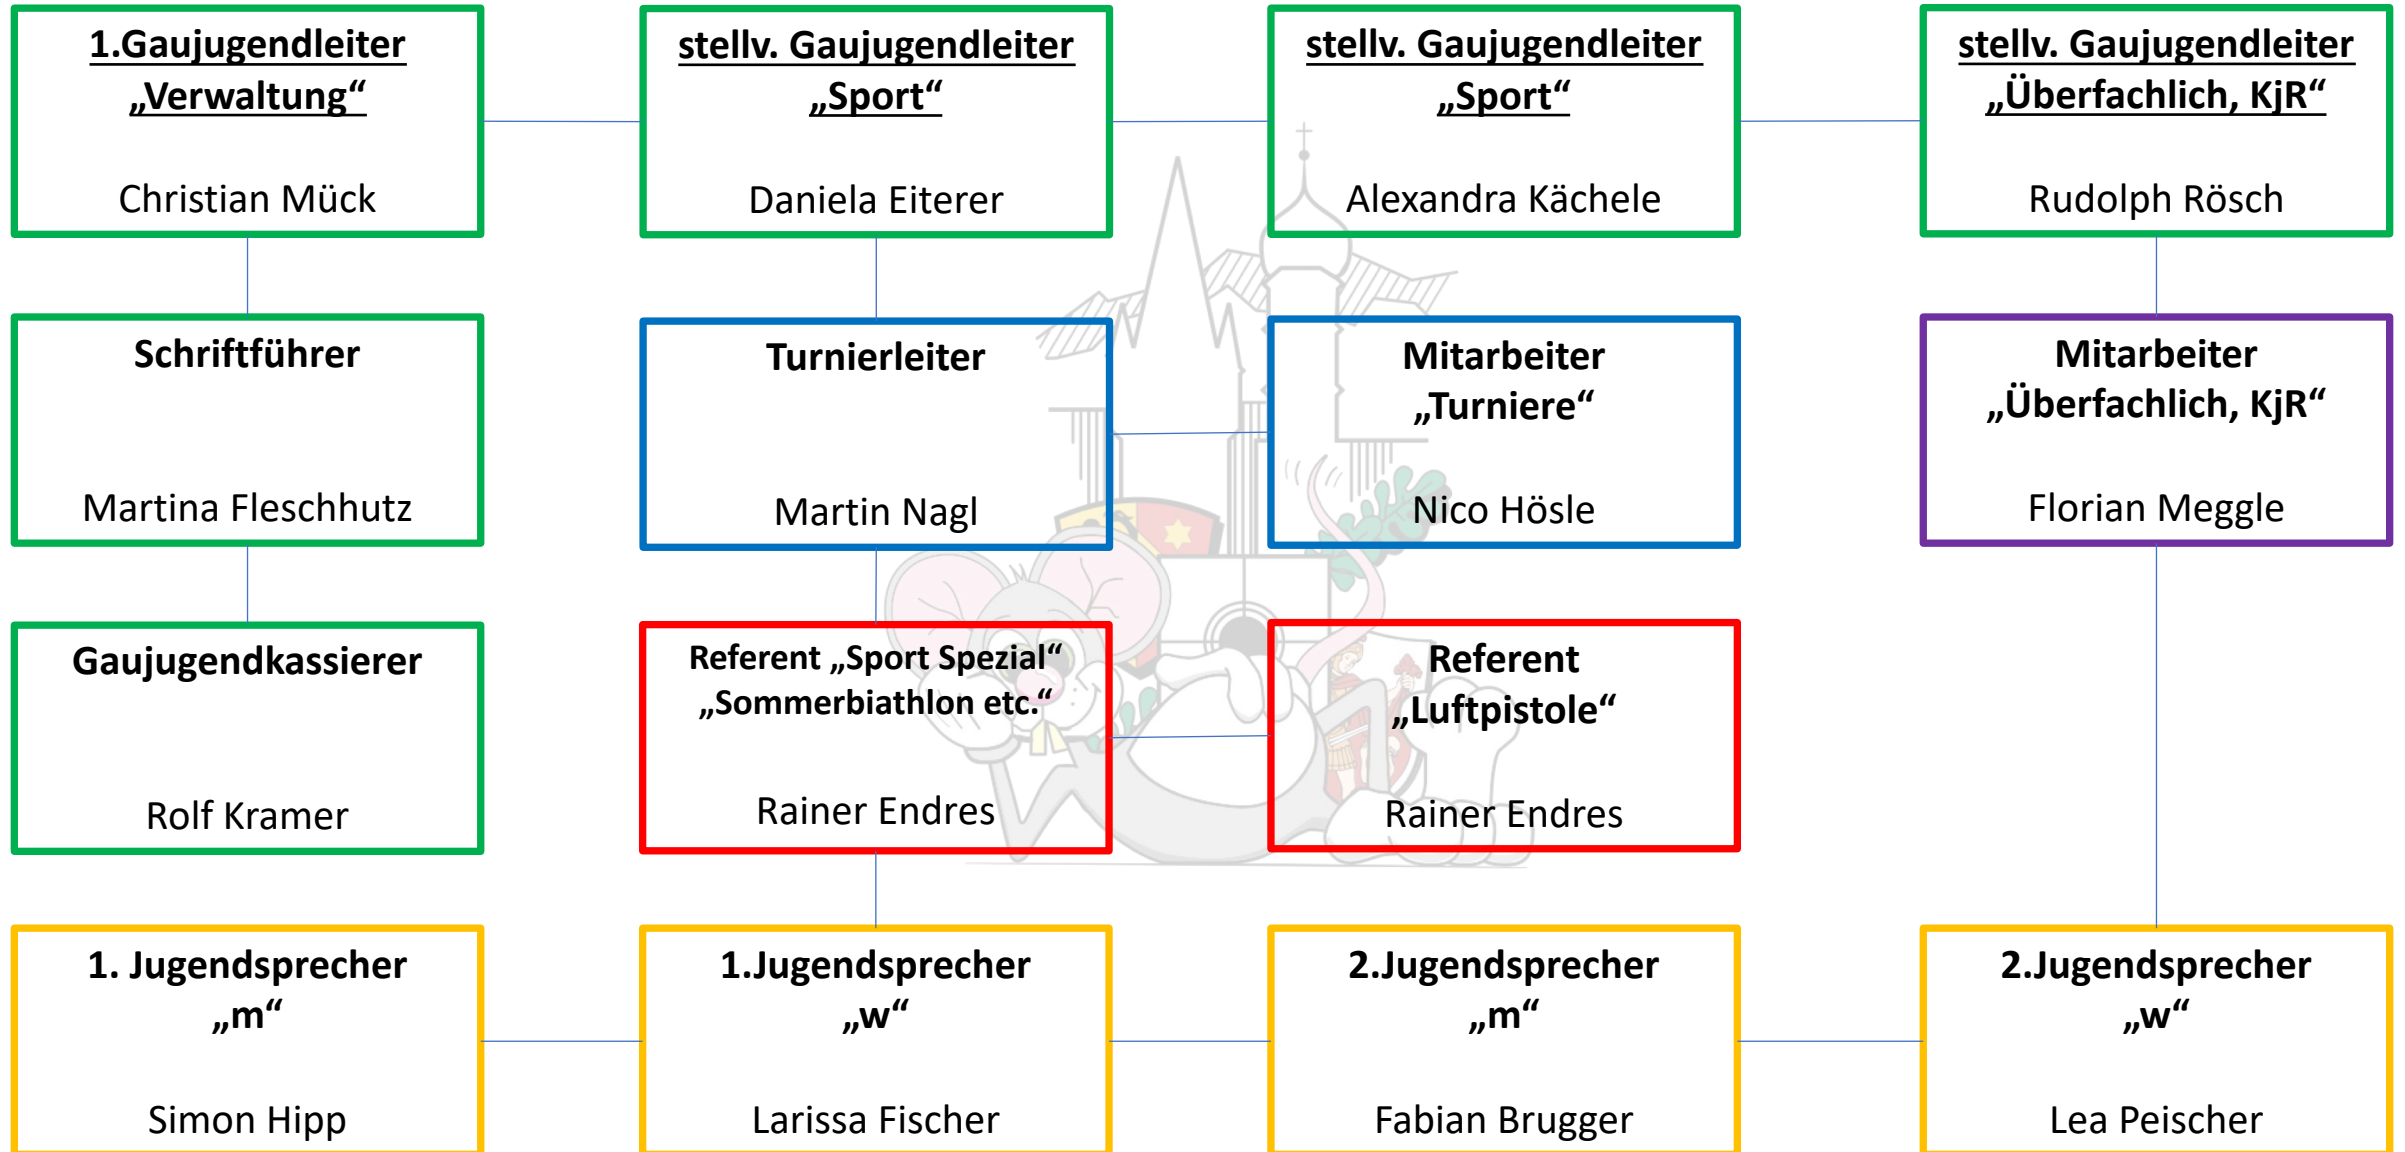 1.Gaujugendleiter
„Verwaltung“
Christian Mück
stellv. Gaujugendleiter
„Sport“
Daniela Eiterer
stellv. Gaujugendleiter
„Sport“
Alexandra Kächele
stellv. Gaujugendleiter
„Überfachlich, KjR“
Rudolph Rösch
Schriftführer
Martina Fleschhutz
Turnierleiter
Martin Nagl
Mitarbeiter
„Turniere“
Nico Hösle
Mitarbeiter
„Überfachlich, KjR“
Florian Meggle
Gaujugendkassierer
Rolf Kramer
Referent „Sport Spezial“
„Sommerbiathlon etc.“
Rainer Endres
Referent
„Luftpistole“
Rainer Endres
1. Jugendsprecher
„m“
Simon Hipp
1.Jugendsprecher
„w“
Larissa Fischer
2.Jugendsprecher
„m“
Fabian Brugger
2.Jugendsprecher
„w“
Lea Peischer